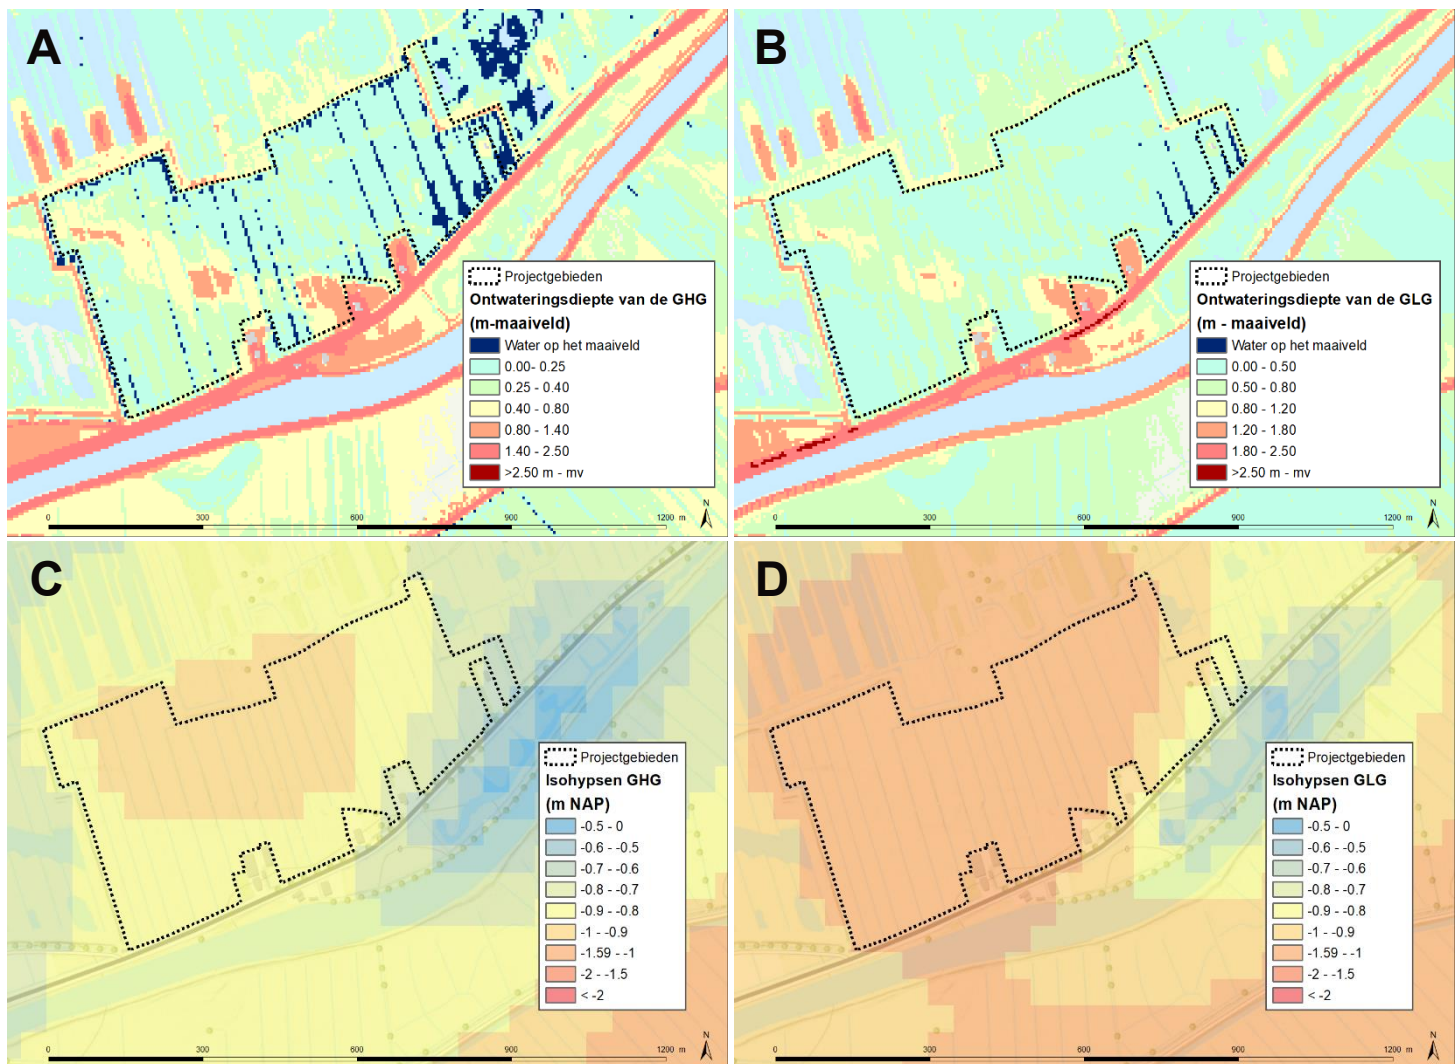 A
Projectgebieden
Ontwateringsdiepte van de GHG
(m-maaiveld)
Water op het maaiveld
0.00- 0.25
0.25 - 0.40
0.40 - 0.80
0.80 - 1.40
1.40 - 2.50
>2.50 m - mv
N
0 300 600 900 1200 m
B
Projectgebieden
Ontwateringsdiepte van de GLG
(m - maaiveld)
Water op het maaiveld
0.00 - 0.50
0.50 - 0.80
0.80 - 1.20
1.20 - 1.80
1.80 - 2.50
>2.50 m - mv
N
0 300 600 900 1200 m
C
Projectgebieden
Isohypsen GHG
(m NAP)
-0.5 - 0
-0.6 - -0.5
-0.7 - -0.6
-0.8 - -0.7
-0.9 - -0.8
-1 - -0.9
-1.59 - -1
-2 - -1.5
< -2
N
0 300 600 900 1200 m
D
Projectgebieden
Isohypsen GLG
(m NAP)
-0.5 - 0
-0.6 - -0.5
-0.7 - -0.6
-0.8 - -0.7
-0.9 - -0.8
-1 - -0.9
-1.59 - -1
-2 - -1.5
< -2
N
0 300 600 900 1200 m